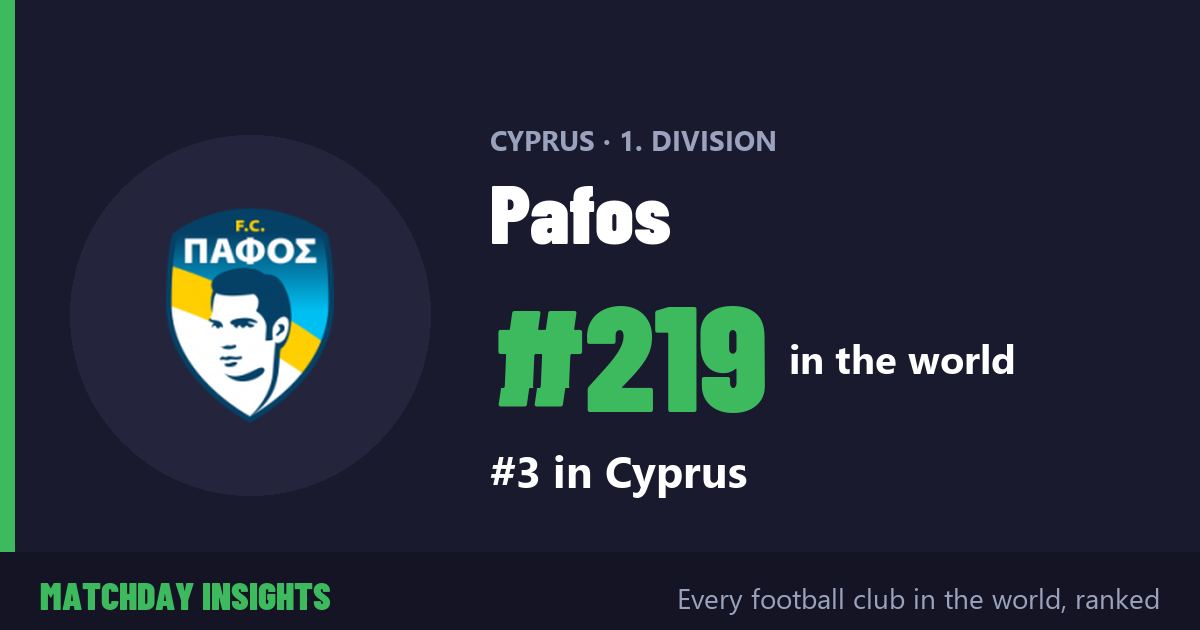 CYPRUS · 1. DIVISION
Pafos
F.C.
ΠΑΦΟΣ
#219 in the world
#3 in Cyprus
MATCHDAY INSIGHTS
Every football club in the world, ranked